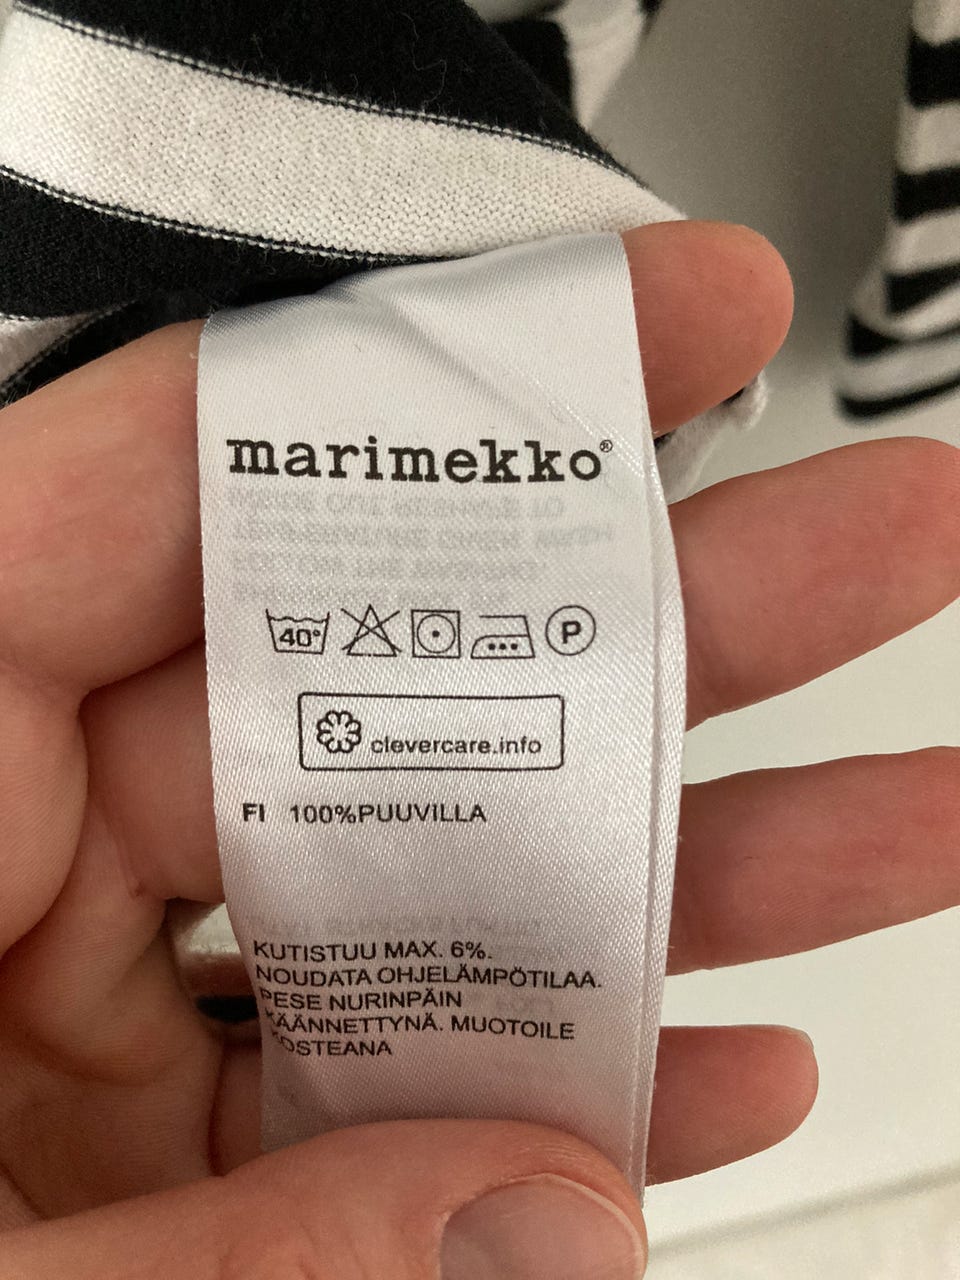 marimekko®
40°
P
clevercare.info
FI 100%PUUVILLA
KUTISTUU MAX. 6%.
NOUDATA OHJELÄMPÖTILAA.
PESE NURINPÄIN
KÄÄNNETTYNÄ. MUOTOILE
KOSTEANA